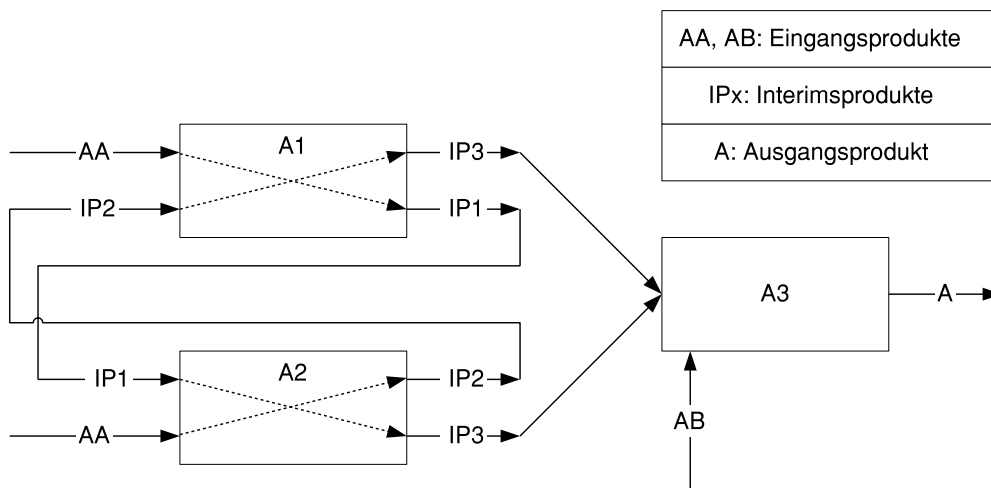 AA, AB: Eingangsprodukte
IPx: Interimsprodukte
A: Ausgangsprodukt
AA
A1
IP3
IP2
IP1
A3
A
IP1
A2
IP2
AA
IP3
AB